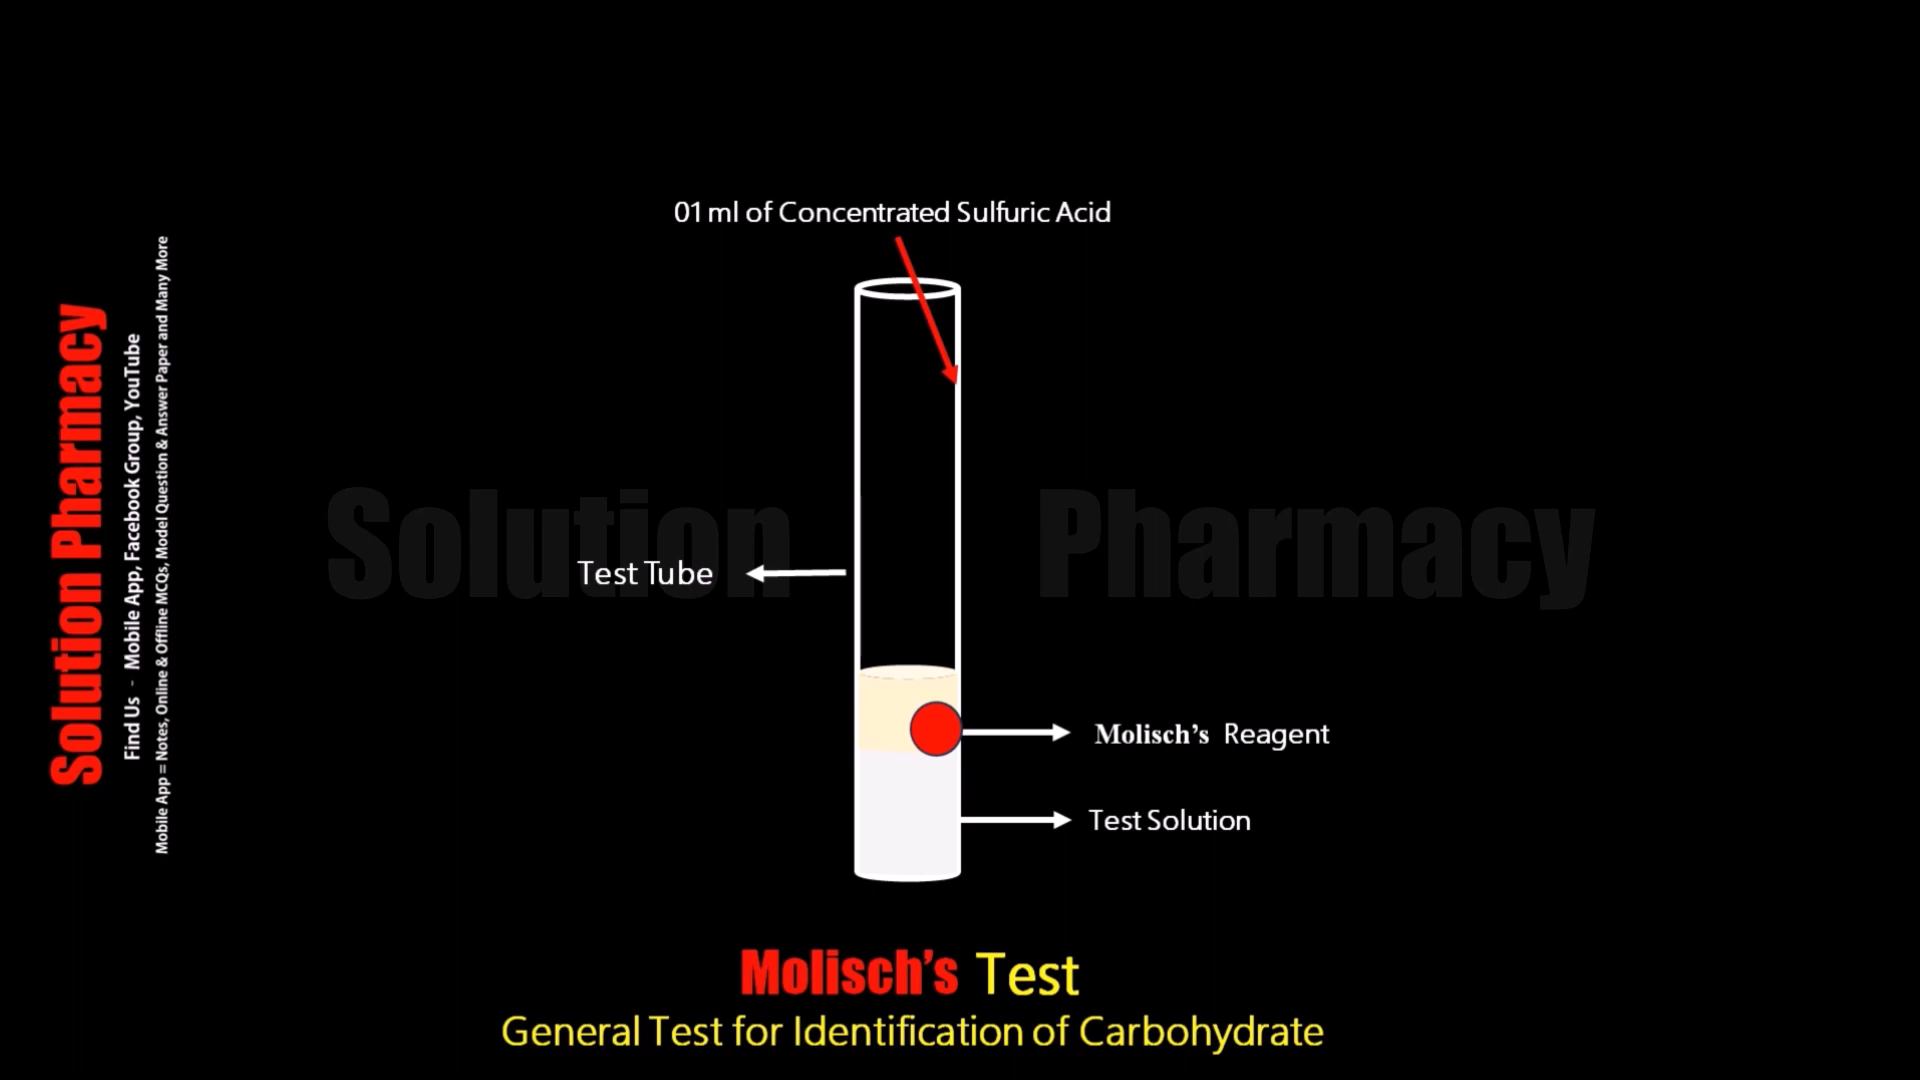 01 ml of Concentrated Sulfuric Acid
Solution Pharmacy
Find Us - Mobile App, Facebook Group, YouTube
Mobile App = Notes, Online & Offline MCQs, Model Question & Answer Paper and Many More
Solution Pharmacy
Test Tube
Molisch’s Reagent
Test Solution
Molisch’s Test
General Test for Identification of Carbohydrate